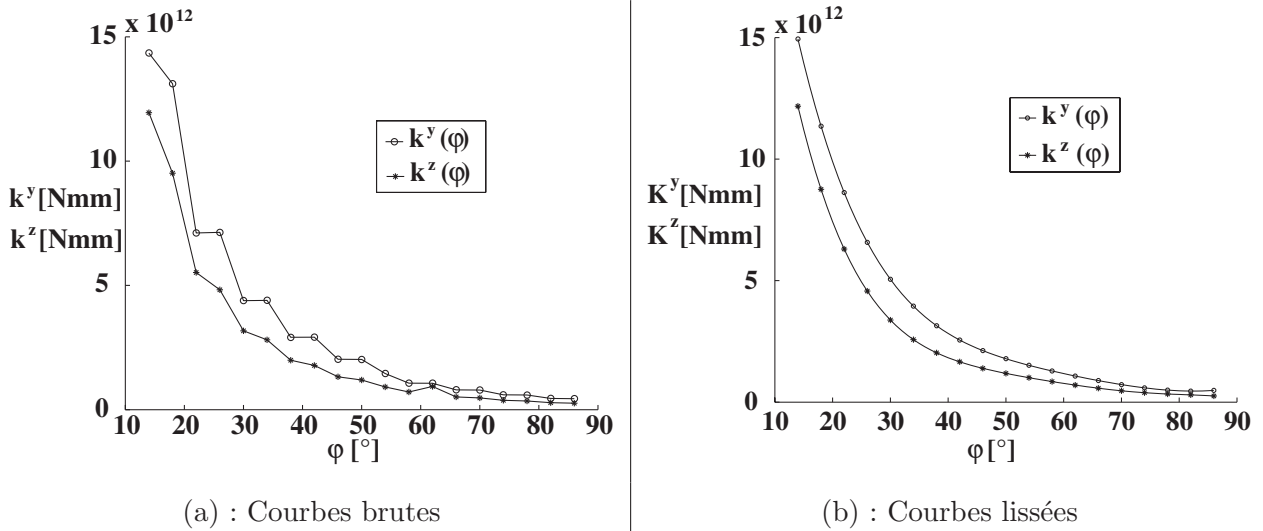 x 10^12
15
10
5
0
k^y [Nmm]
k^z [Nmm]
k^y (φ)
k^z (φ)
10 20 30 40 50 60 70 80 90
φ [°]
(a) : Courbes brutes
x 10^12
15
10
5
0
K^y [Nmm]
K^z [Nmm]
k^y (φ)
k^z (φ)
10 20 30 40 50 60 70 80 90
φ [°]
(b) : Courbes lissées